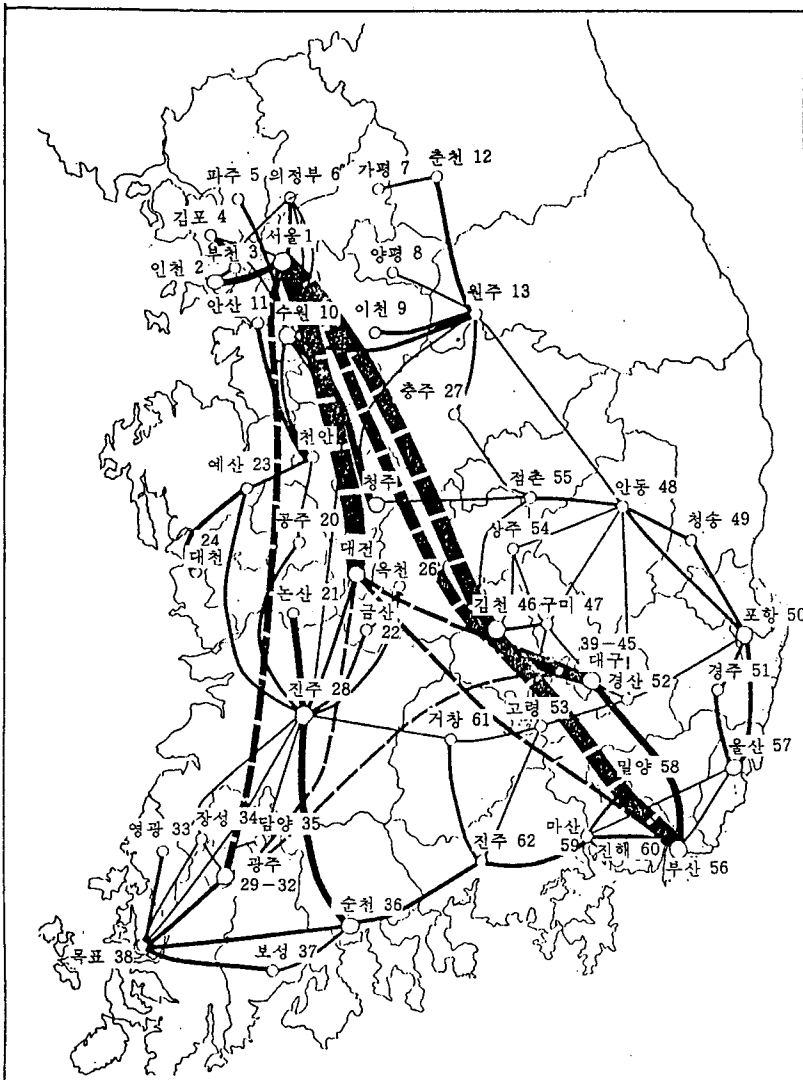 춘천 12
파주 5
의정부 6
가평 7
김포 4
서울1
부천 3
양평 8
인천 2
원주 13
안산 11
수원 10
이천 9
충주 27
천안
예산 23
점촌 55
청주
안동 48
공주 20
상주 54
청송 49
24
대천
대전
옥천 26
논산 21
금산
22
김천 46
구미 47
포항 50
39-45
대구
경주 51
진주 28
경산 52
거창 61
고령 53
울산 57
밀양 58
장성 34
담양 35
영광 33
마산
59
진주 62
광주
29-32
진해 60
부산 56
순천 36
보성 37
목표 38